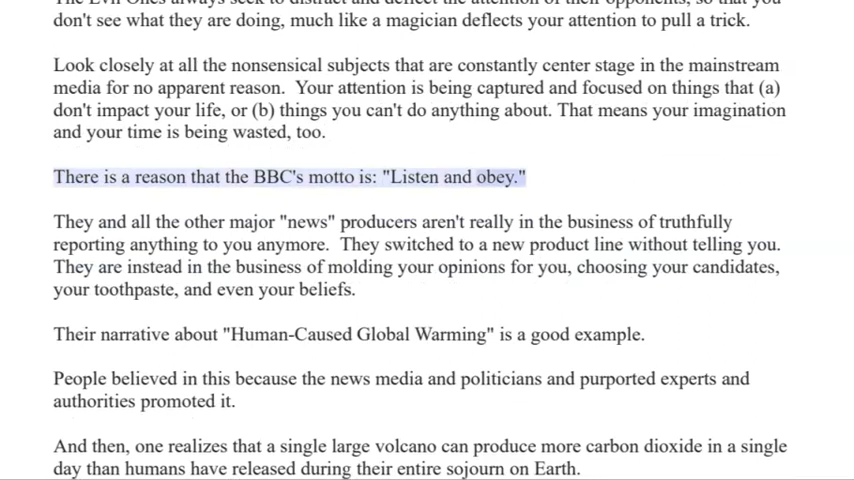 don't see what they are doing, much like a magician deflects your attention to pull a trick.
Look closely at all the nonsensical subjects that are constantly center stage in the mainstream
media for no apparent reason.  Your attention is being captured and focused on things that (a)
don't impact your life, or (b) things you can't do anything about. That means your imagination
and your time is being wasted, too.
There is a reason that the BBC's motto is: "Listen and obey."
They and all the other major "news" producers aren't really in the business of truthfully
reporting anything to you anymore.  They switched to a new product line without telling you.
They are instead in the business of molding your opinions for you, choosing your candidates,
your toothpaste, and even your beliefs.
Their narrative about "Human-Caused Global Warming" is a good example.
People believed in this because the news media and politicians and purported experts and
authorities promoted it.
And then, one realizes that a single large volcano can produce more carbon dioxide in a single
day than humans have released during their entire sojourn on Earth.